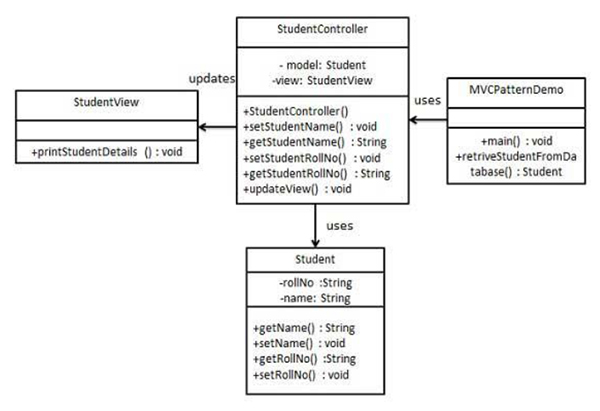 StudentController
- model: Student
-view: StudentView
+StudentController()
+setStudentName() : void
+getStudentName() : String
+setStudentRollNo() : void
+getStudentRollNo() : String
+updateView() : void
updates
StudentView
+printStudentDetails () : void
uses
MVCPatternDemo
+main() : void
+retriveStudentFromDa
tabase() : Student
uses
Student
-rollNo :String
-name: String
+getName() : String
+setName() : void
+getRollNo() :String
+setRollNo() : void